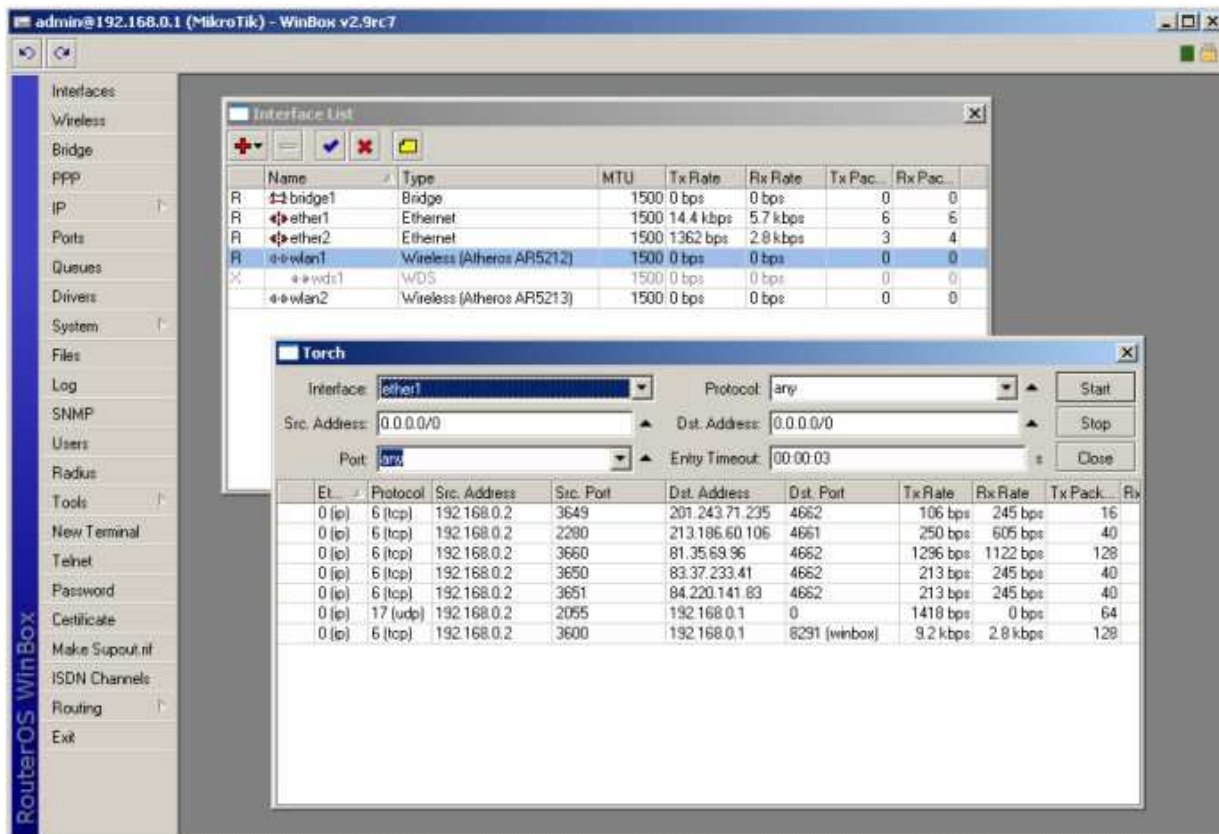 admin@192.168.0.1 (MikroTik) - WinBox v2.9rc7
Interfaces
Wireless
Bridge
PPP
IP
Ports
Queues
Drivers
System
Files
Log
SNMP
Users
Radius
Tools
New Terminal
Telnet
Password
Certificate
Make Supout.rif
ISDN Channels
Routing
Exit
RouterOS WinBox
Interface List
Name Type MTU Tx Rate Rx Rate Tx Pac... Rx Pac...
R bridge1 Bridge 1500 0 bps 0 bps 0 0
R ether1 Ethernet 1500 14.4 kbps 5.7 kbps 6 6
R ether2 Ethernet 1500 1362 bps 2.8 kbps 3 4
R wlan1 Wireless (Atheros AR5212) 1500 0 bps 0 bps 0 0
X wds1 WDS 1500 0 bps 0 bps 0 0
wlan2 Wireless (Atheros AR5213) 1500 0 bps 0 bps 0 0
Torch
Interface: ether1 Protocol: any Start
Src. Address: 0.0.0.0/0 Dst. Address: 0.0.0.0/0 Stop
Port: any Entry Timeout: 00:00:03 s Close
Et... Protocol Src. Address Src. Port Dst. Address Dst. Port Tx Rate Rx Rate Tx Pack... Rx
0 (ip) 6 (tcp) 192.168.0.2 3649 201.243.71.235 4662 106 bps 245 bps 16
0 (ip) 6 (tcp) 192.168.0.2 2280 213.186.60.106 4661 250 bps 605 bps 40
0 (ip) 6 (tcp) 192.168.0.2 3660 81.35.69.96 4662 1296 bps 1122 bps 128
0 (ip) 6 (tcp) 192.168.0.2 3650 83.37.233.41 4662 213 bps 245 bps 40
0 (ip) 6 (tcp) 192.168.0.2 3651 84.220.141.83 4662 213 bps 245 bps 40
0 (ip) 17 (udp) 192.168.0.2 2055 192.168.0.1 0 1418 bps 0 bps 64
0 (ip) 6 (tcp) 192.168.0.2 3600 192.168.0.1 8291 (winbox) 9.2 kbps 2.8 kbps 128